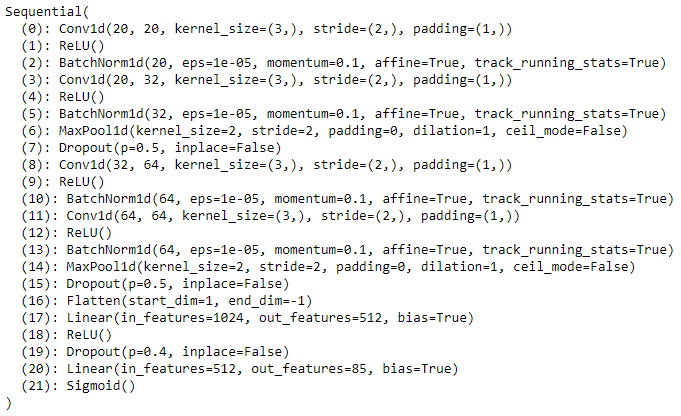 Sequential(
  (0): Conv1d(20, 20, kernel_size=(3,), stride=(2,), padding=(1,))
  (1): ReLU()
  (2): BatchNorm1d(20, eps=1e-05, momentum=0.1, affine=True, track_running_stats=True)
  (3): Conv1d(20, 32, kernel_size=(3,), stride=(2,), padding=(1,))
  (4): ReLU()
  (5): BatchNorm1d(32, eps=1e-05, momentum=0.1, affine=True, track_running_stats=True)
  (6): MaxPool1d(kernel_size=2, stride=2, padding=0, dilation=1, ceil_mode=False)
  (7): Dropout(p=0.5, inplace=False)
  (8): Conv1d(32, 64, kernel_size=(3,), stride=(2,), padding=(1,))
  (9): ReLU()
  (10): BatchNorm1d(64, eps=1e-05, momentum=0.1, affine=True, track_running_stats=True)
  (11): Conv1d(64, 64, kernel_size=(3,), stride=(2,), padding=(1,))
  (12): ReLU()
  (13): BatchNorm1d(64, eps=1e-05, momentum=0.1, affine=True, track_running_stats=True)
  (14): MaxPool1d(kernel_size=2, stride=2, padding=0, dilation=1, ceil_mode=False)
  (15): Dropout(p=0.5, inplace=False)
  (16): Flatten(start_dim=1, end_dim=-1)
  (17): Linear(in_features=1024, out_features=512, bias=True)
  (18): ReLU()
  (19): Dropout(p=0.4, inplace=False)
  (20): Linear(in_features=512, out_features=85, bias=True)
  (21): Sigmoid()
)